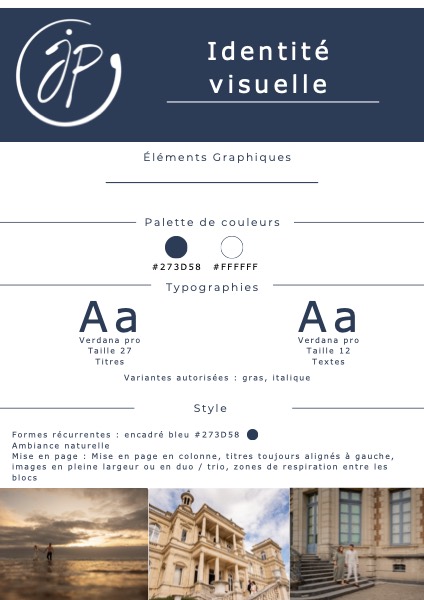 jp
Identité
visuelle
Éléments Graphiques
Palette de couleurs
#273D58 #FFFFFF
Typographies
Aa Aa
Verdana pro Verdana pro
Taille 27 Taille 12
Titres Textes
Variantes autorisées : gras, italique
Style
Formes récurrentes : encadré bleu #273D58
Ambiance naturelle
Mise en page : Mise en page en colonne, titres toujours alignés à gauche,
images en pleine largeur ou en duo / trio, zones de respiration entre les
blocs